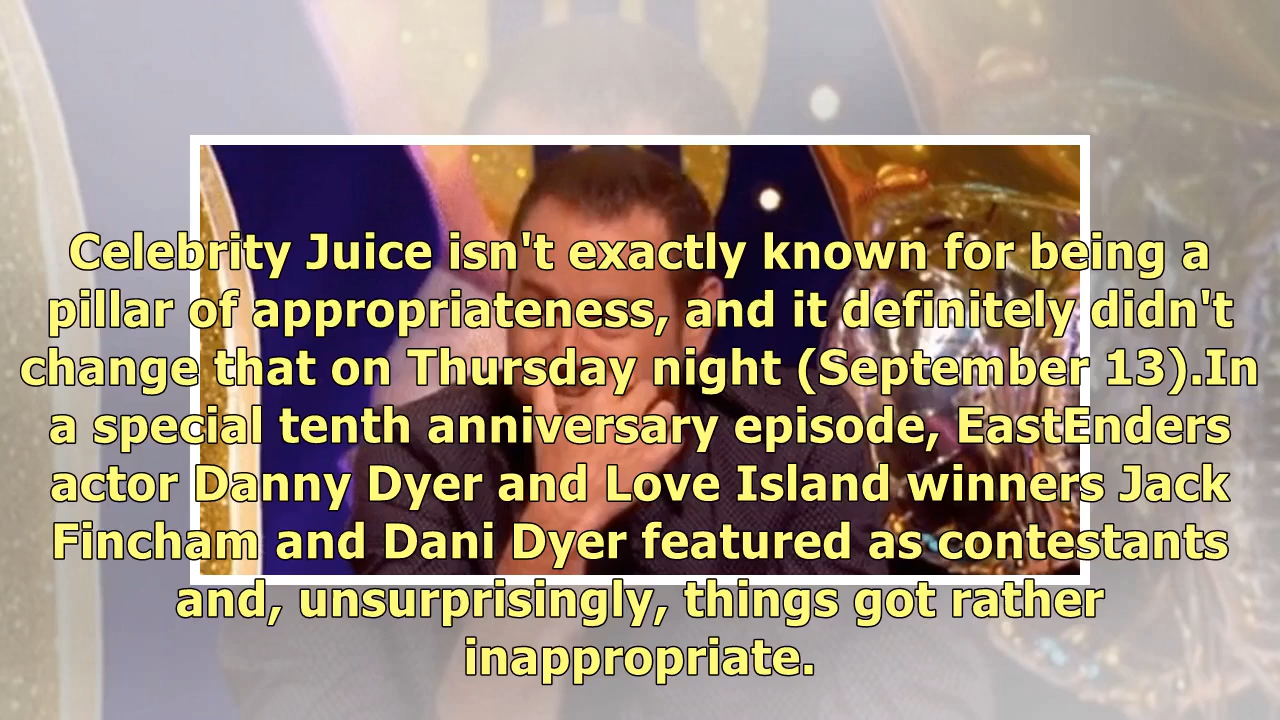 Celebrity Juice isn't exactly known for being a
pillar of appropriateness, and it definitely didn't
change that on Thursday night (September 13).In
a special tenth anniversary episode, EastEnders
actor Danny Dyer and Love Island winners Jack
Fincham and Dani Dyer featured as contestants
and, unsurprisingly, things got rather
inappropriate.